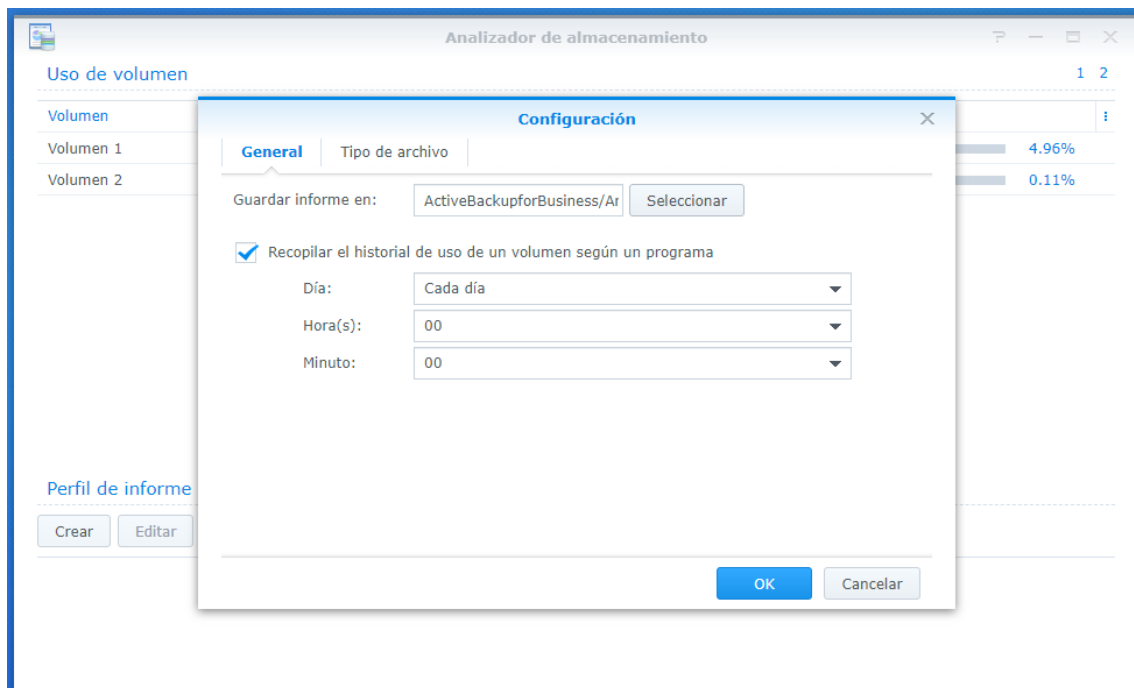 Analizador de almacenamiento
Uso de volumen
1 2
Volumen
Volumen 1
4.96%
Volumen 2
0.11%
Configuración
General Tipo de archivo
Guardar informe en: ActiveBackupforBusiness/Ar Seleccionar
Recopilar el historial de uso de un volumen según un programa
Día: Cada día
Hora(s): 00
Minuto: 00
OK Cancelar
Perfil de informe
Crear Editar